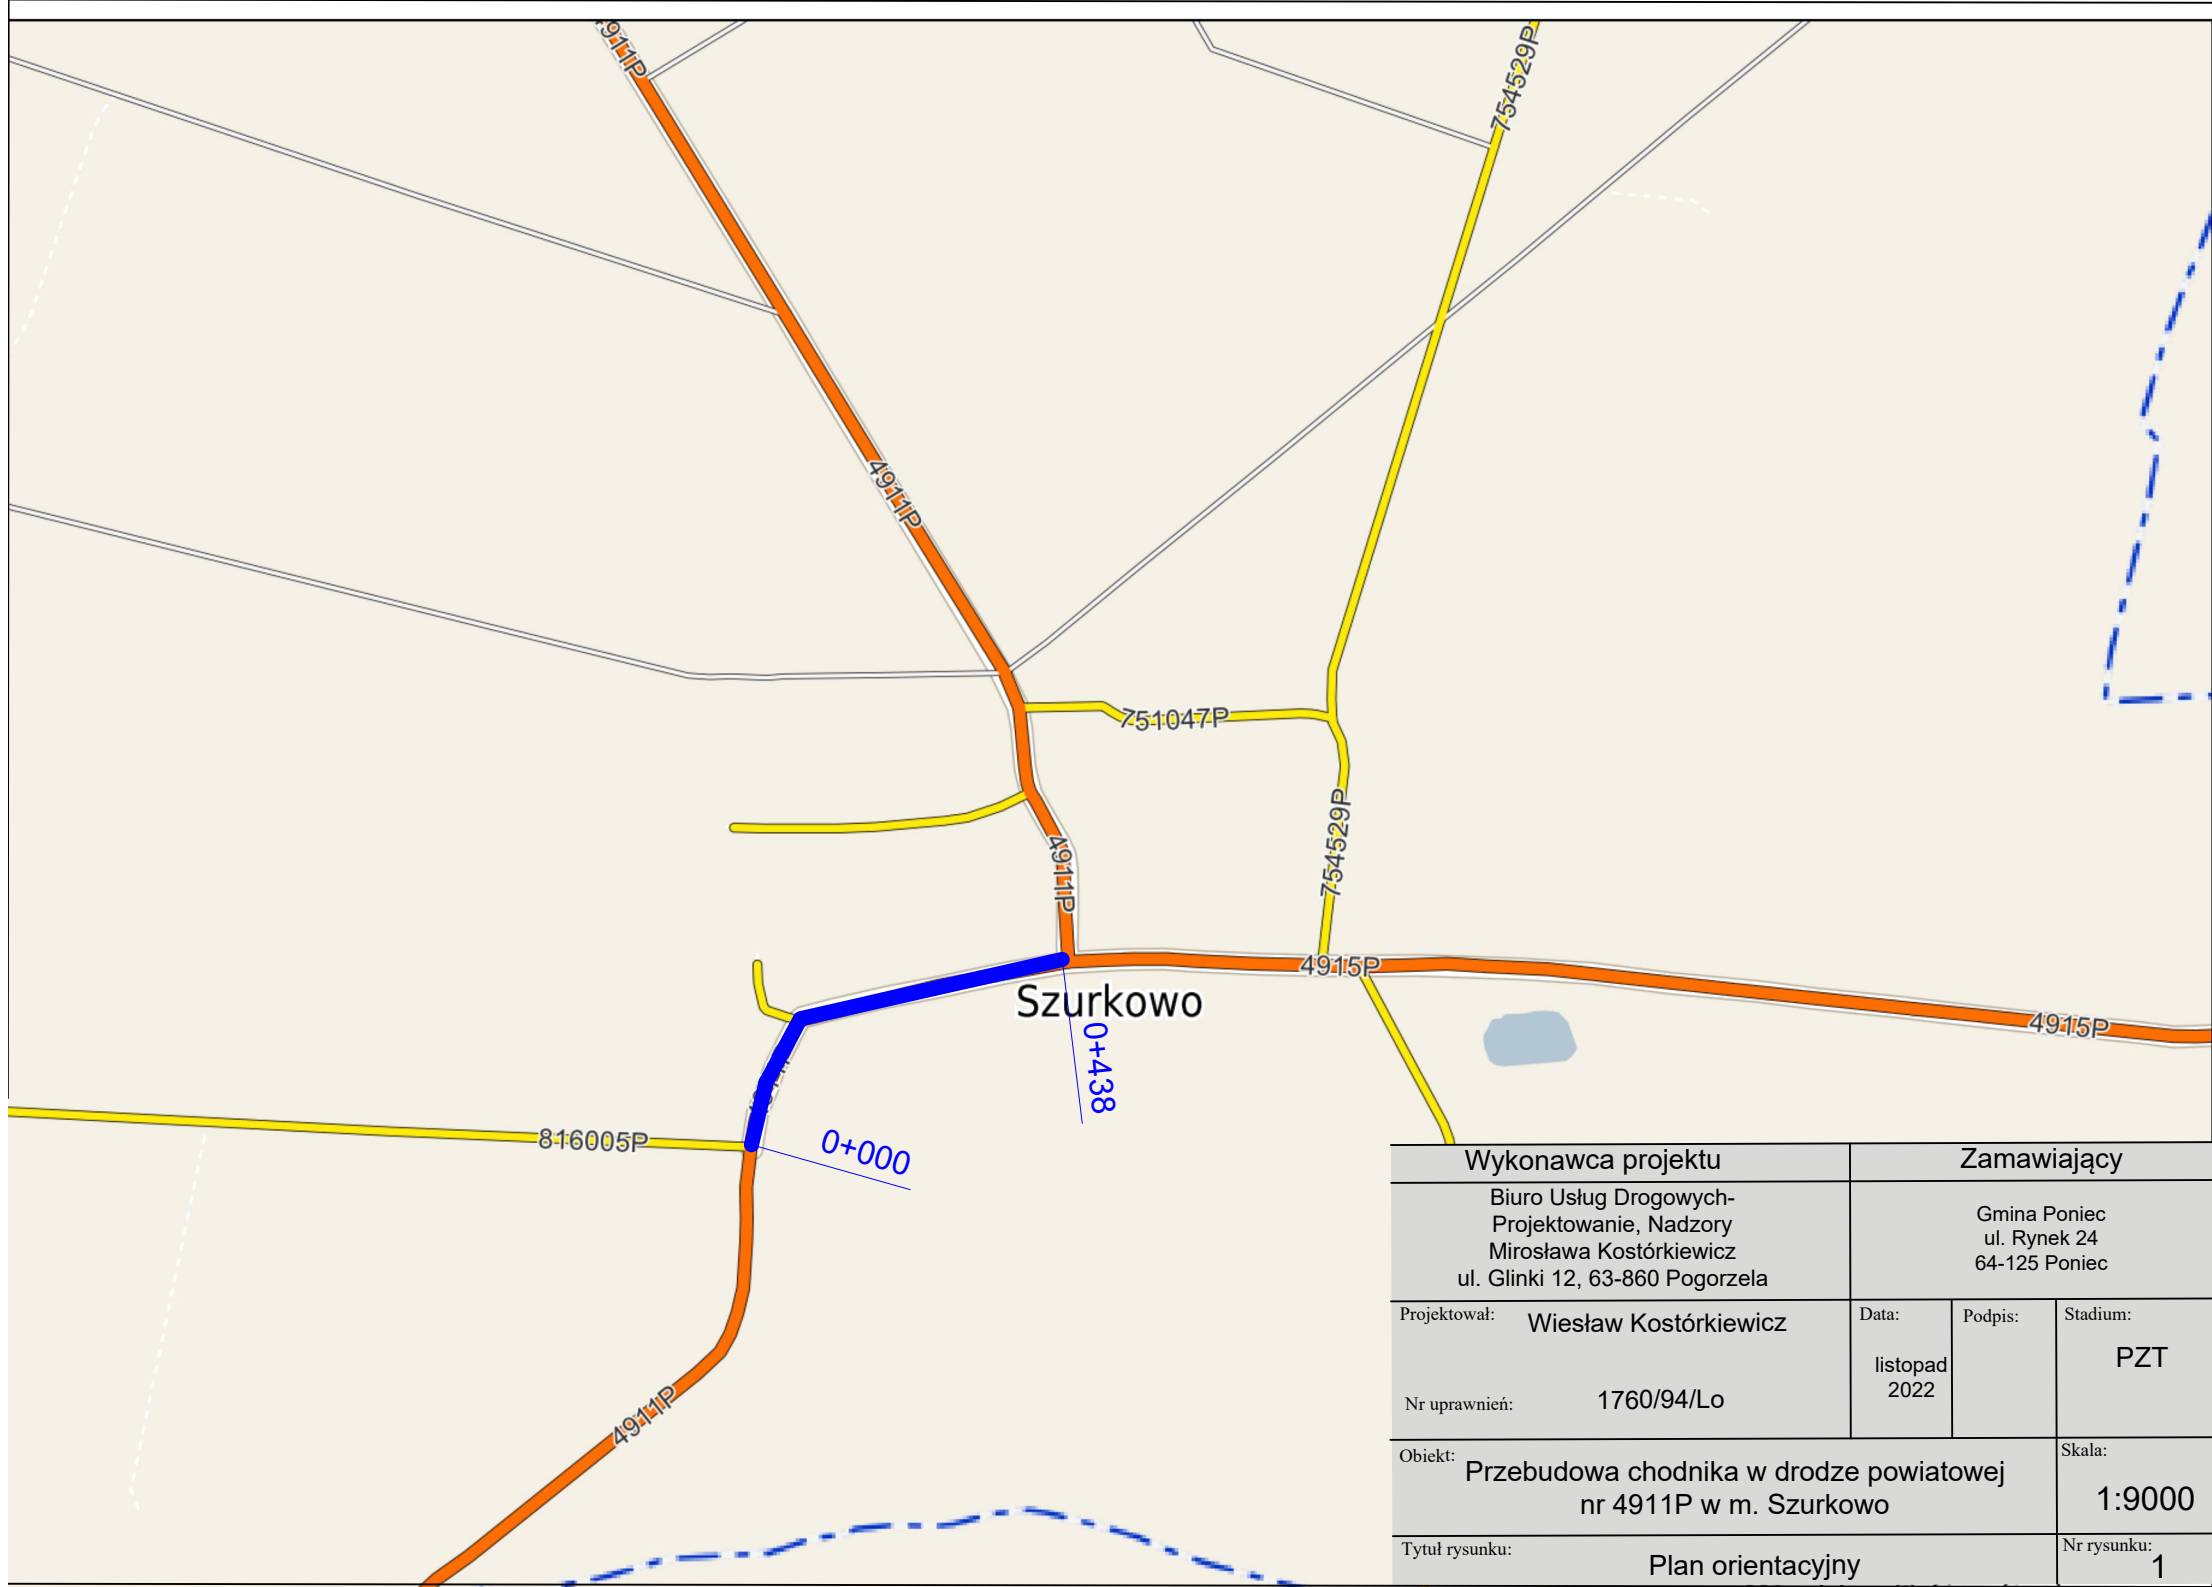 911P
754529P
4911P
751047P
754529P
4911P
4915P
Szurkowo
4915P
0+438
816005P
0+000
4911P
Wykonawca projektu
Zamawiający
Biuro Usług Drogowych-
Projektowanie, Nadzory
Mirosława Kostórkiewicz
ul. Glinki 12, 63-860 Pogorzela
Gmina Poniec
ul. Rynek 24
64-125 Poniec
Projektował: Wiesław Kostórkiewicz
Nr uprawnień: 1760/94/Lo
Data:
listopad
2022
Podpis:
Stadium:
PZT
Obiekt: Przebudowa chodnika w drodze powiatowej
nr 4911P w m. Szurkowo
Skala:
1:9000
Tytuł rysunku: Plan orientacyjny
Nr rysunku:
1